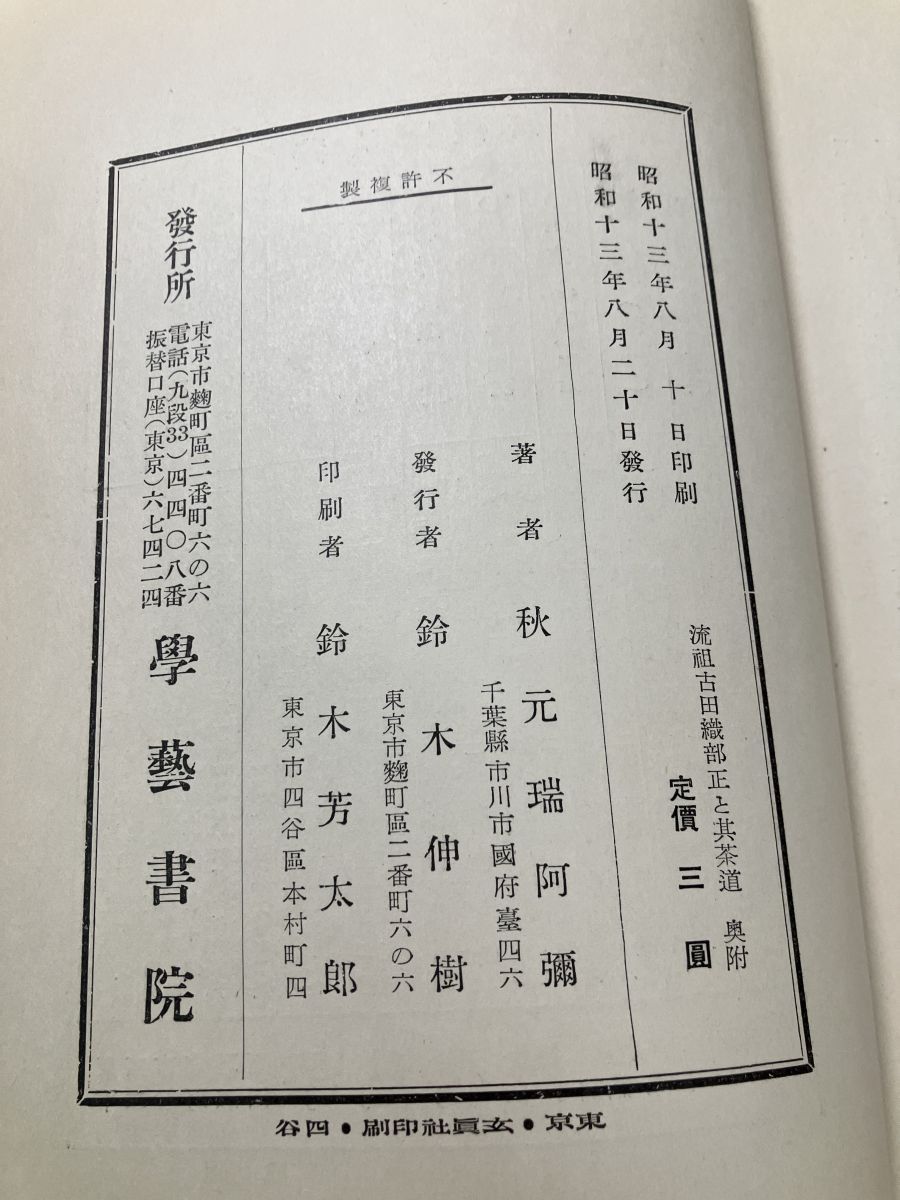 昭和十三年八月 十 日印刷
昭和十三年八月二十日發行
流祖古田織部正と其茶道 奥附
定價 三 圓
不許複製
著者 秋元瑞阿彌
千葉縣市川市國府臺四六
發行者 鈴木伸樹
東京市麴町區二番町六の六
印刷者 鈴木芳太郎
東京市四谷區本村町四
發行所
東京市麴町區二番町六の六
電話(九段33)四四〇八番
振替口座(東京)六七四二四
學藝書院
東京・玄眞社印刷・四谷